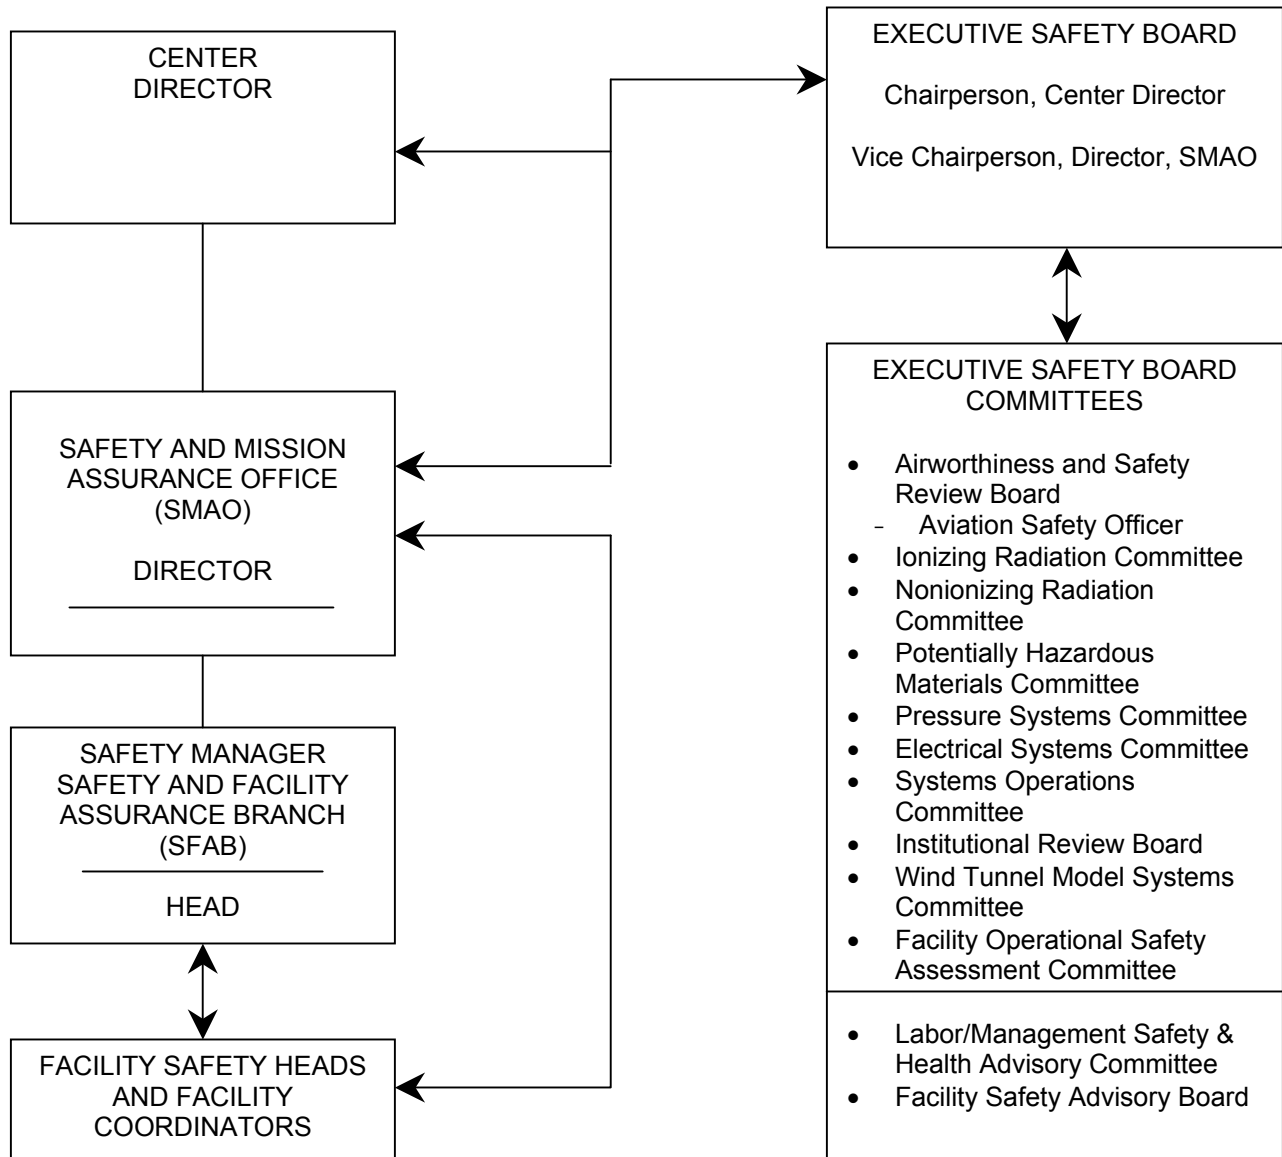 CENTER
DIRECTOR
EXECUTIVE SAFETY BOARD
Chairperson, Center Director
Vice Chairperson, Director, SMAO
SAFETY AND MISSION
ASSURANCE OFFICE
(SMAO)
DIRECTOR
SAFETY MANAGER
SAFETY AND FACILITY
ASSURANCE BRANCH
(SFAB)
HEAD
FACILITY SAFETY HEADS
AND FACILITY
COORDINATORS
EXECUTIVE SAFETY BOARD
COMMITTEES
• Airworthiness and Safety
Review Board
- Aviation Safety Officer
• Ionizing Radiation Committee
• Nonionizing Radiation
Committee
• Potentially Hazardous
Materials Committee
• Pressure Systems Committee
• Electrical Systems Committee
• Systems Operations
Committee
• Institutional Review Board
• Wind Tunnel Model Systems
Committee
• Facility Operational Safety
Assessment Committee
• Labor/Management Safety &
Health Advisory Committee
• Facility Safety Advisory Board